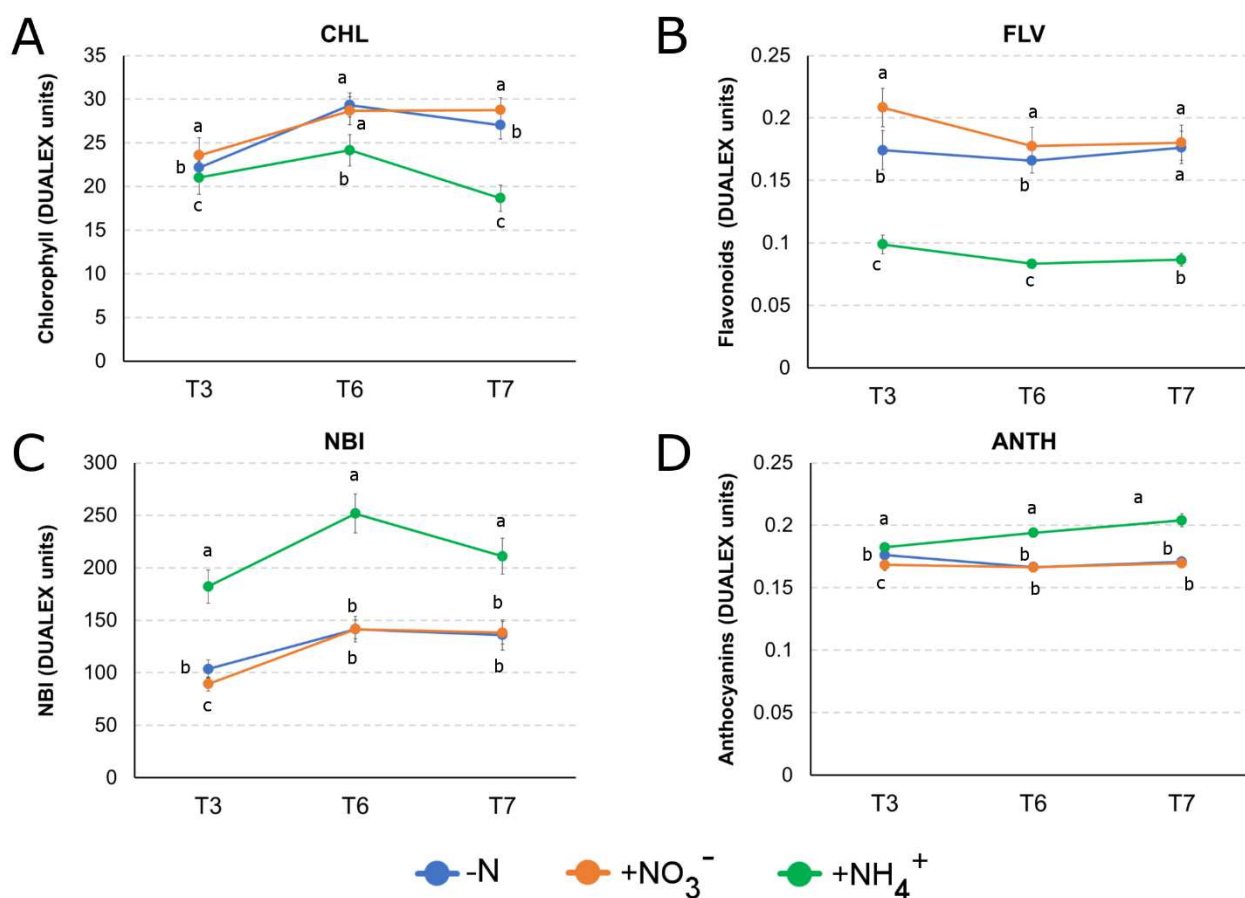 A
CHL
Chlorophyll (DUALEX units)
35
30
25
20
15
10
5
0
a
b
c
a
a
b
a
b
c
T3 T6 T7
B
FLV
Flavonoids (DUALEX units)
0.25
0.2
0.15
0.1
0.05
0
a
b
c
a
b
c
a
a
b
T3 T6 T7
C
NBI
NBI (DUALEX units)
300
250
200
150
100
50
0
a
b
c
a
b
b
a
b
b
T3 T6 T7
D
ANTH
Anthocyanins (DUALEX units)
0.25
0.2
0.15
0.1
0.05
0
a
b
c
a
b
b
a
b
b
T3 T6 T7
-N +NO₃⁻ +NH₄⁺